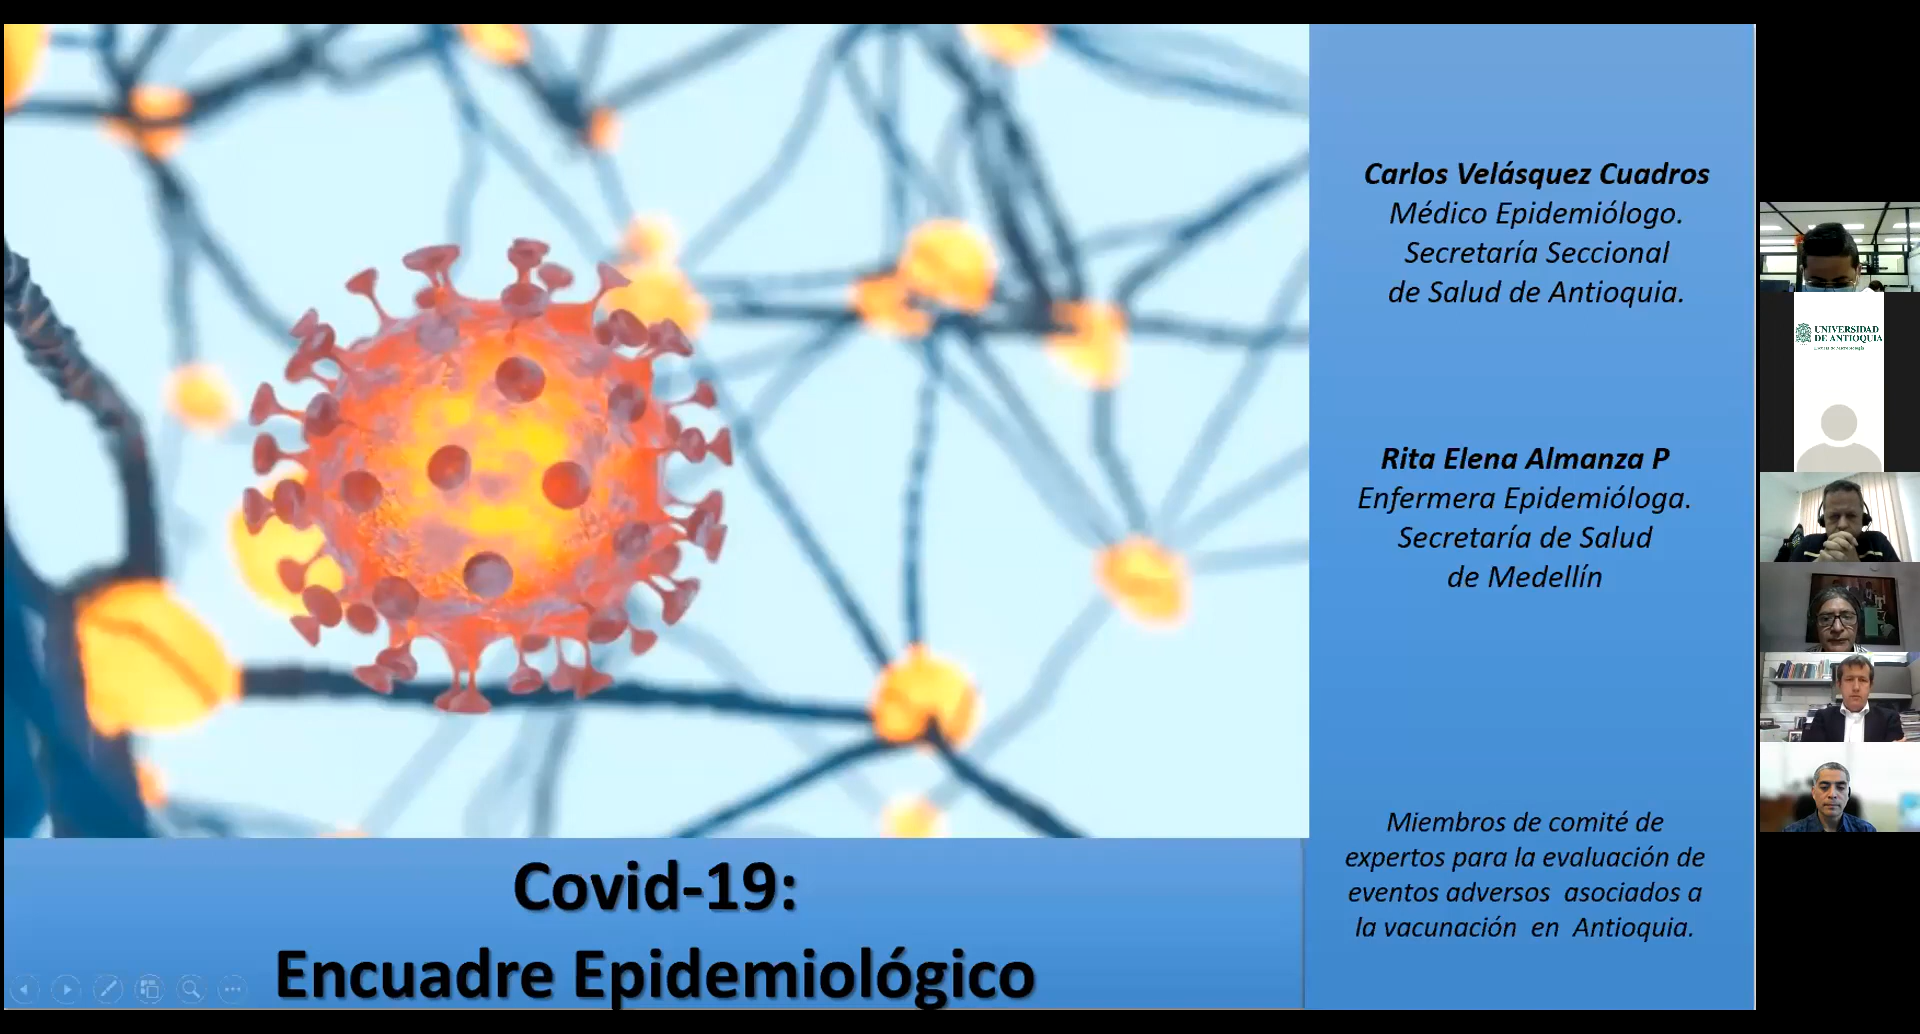 Carlos Velásquez Cuadros
Médico Epidemiólogo.
Secretaría Seccional
de Salud de Antioquia.
Rita Elena Almanza P
Enfermera Epidemióloga.
Secretaría de Salud
de Medellín
Miembros de comité de
expertos para la evaluación de
eventos adversos asociados a
la vacunación en Antioquia.
Covid-19:
Encuadre Epidemiológico
UNIVERSIDAD
DE ANTIOQUIA